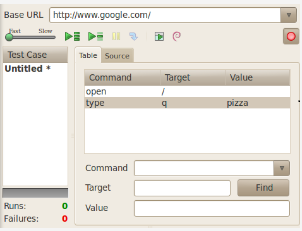 Base URL http://www.google.com/
Fast Slow
Test Case
Untitled *
Table Source
Command Target Value
open /
type q pizza
Command
Target Find
Value
Runs: 0
Failures: 0